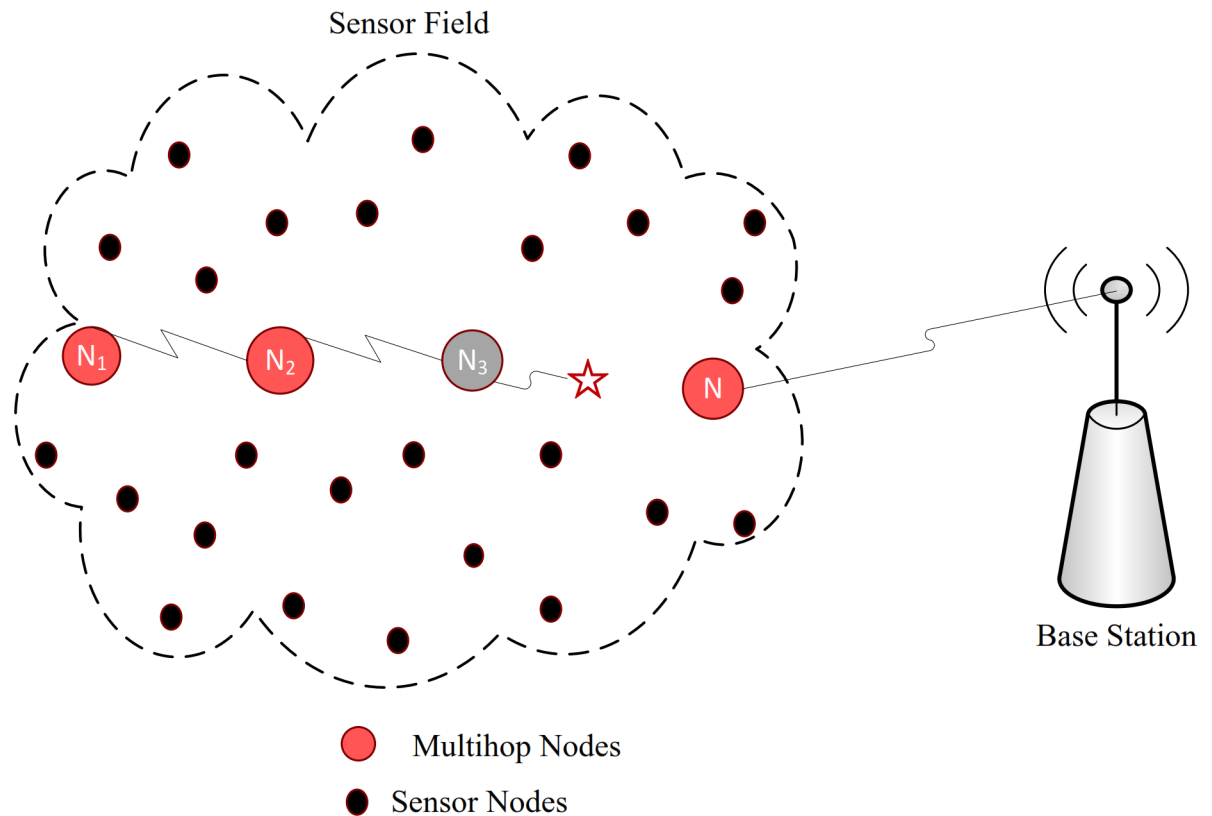 Sensor Field
N₁
N₂
N₃
N
Base Station
Multihop Nodes
Sensor Nodes